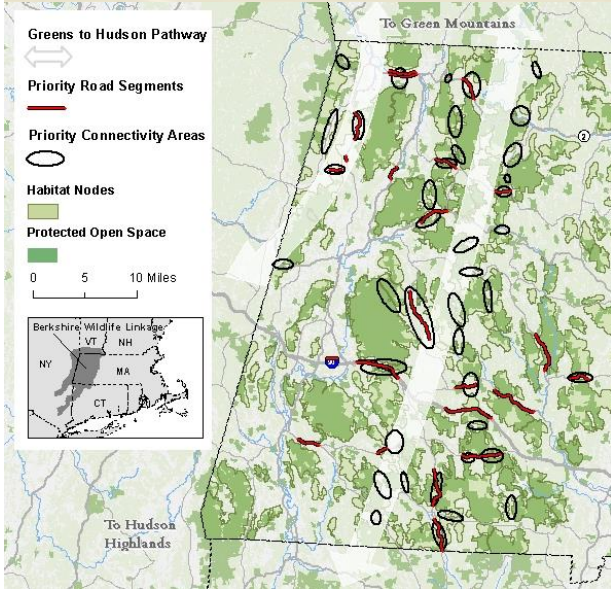 To Green Mountains
Greens to Hudson Pathway
Priority Road Segments
Priority Connectivity Areas
Habitat Nodes
Protected Open Space
0 5 10 Miles
Berkshire Wildlife Linkage
VT NH
NY
MA
CT
2
90
To Hudson
Highlands